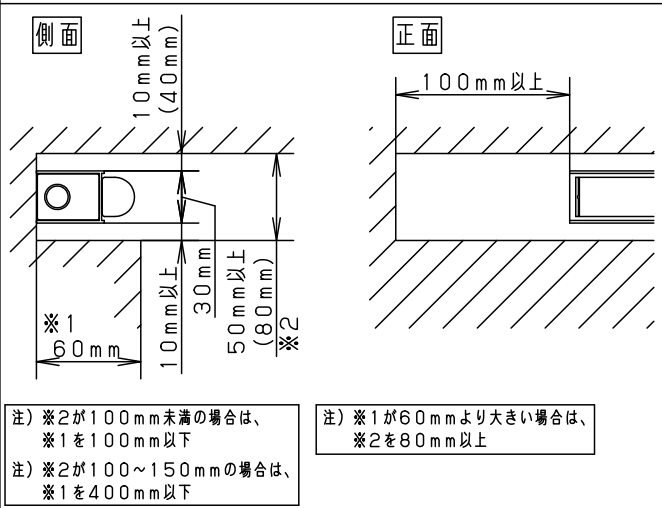 側面
正面
10mm以上
(40mm)
100mm以上
※1
60mm
10mm以上
30mm
50mm以上
(80mm)
※2
注）※2が100mm未満の場合は、
※1を100mm以下
注）※2が100～150mmの場合は、
※1を400mm以下
注）※1が60mmより大きい場合は、
※2を80mm以上